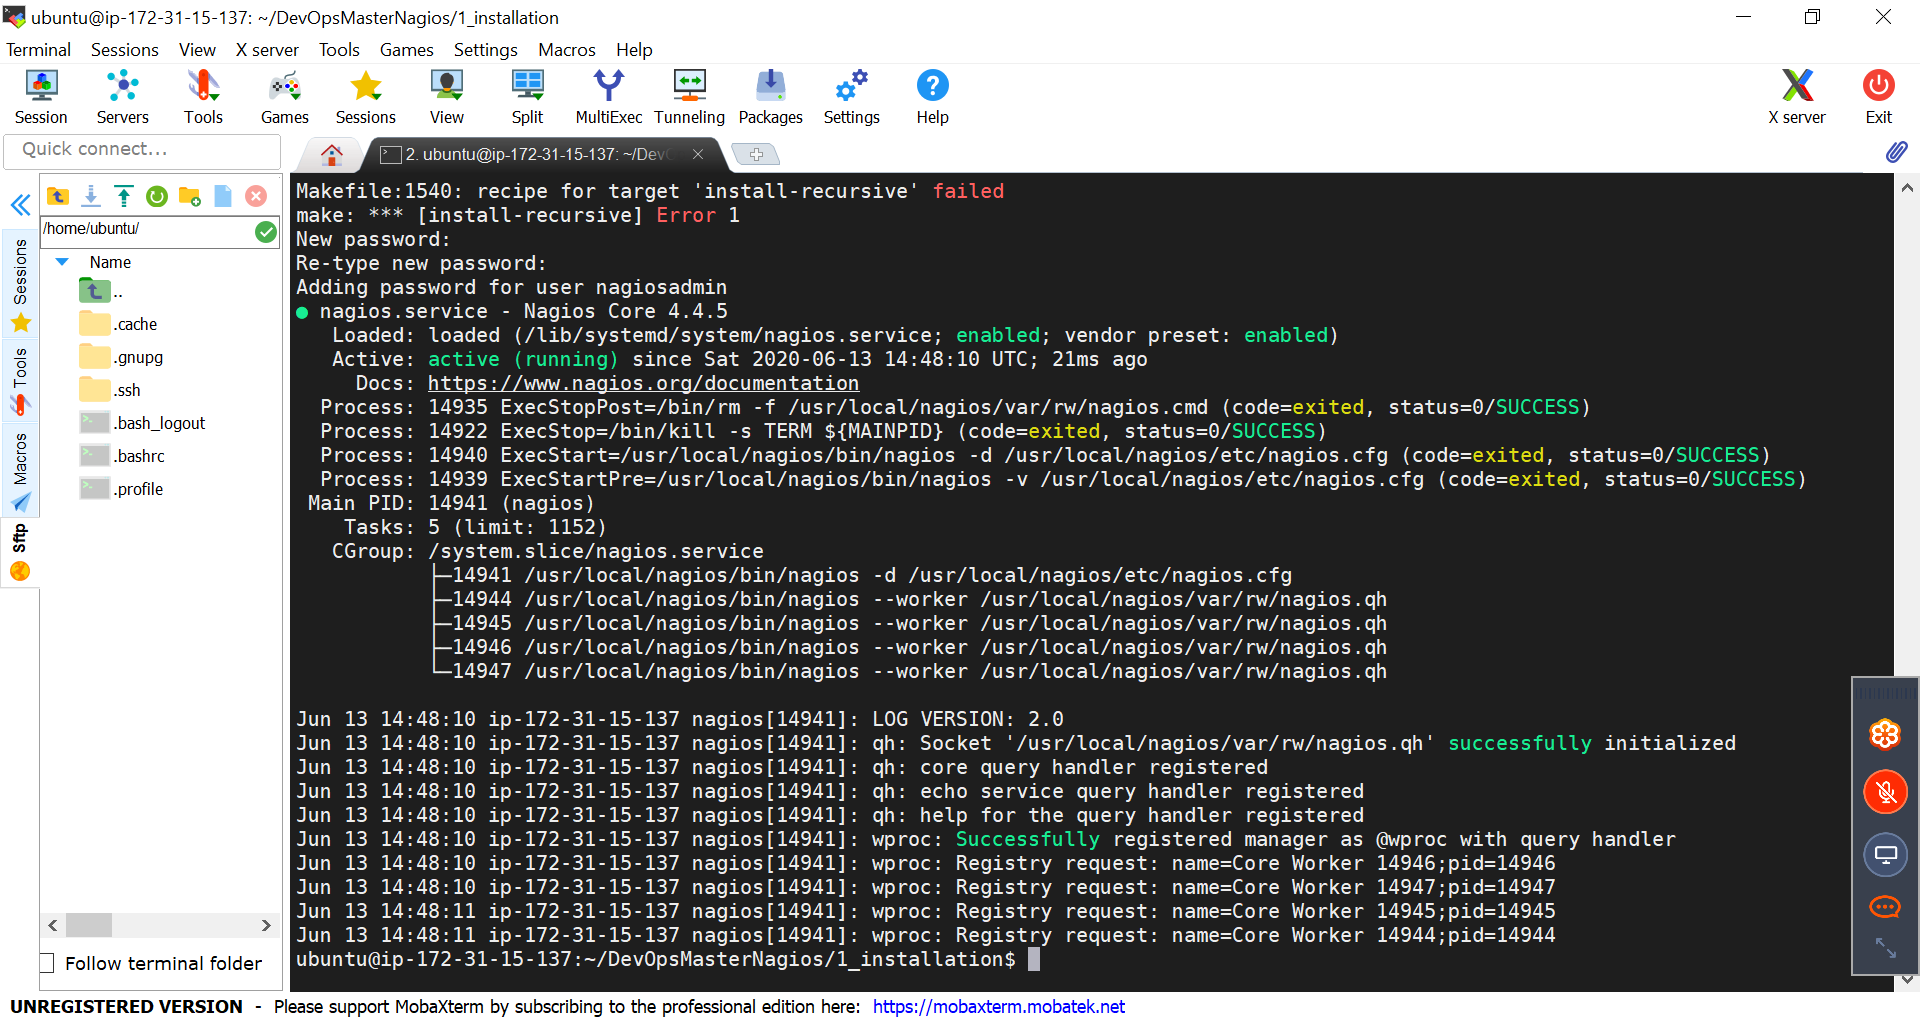 ubuntu@ip-172-31-15-137: ~/DevOpsMasterNagios/1_installation
Terminal Sessions View X server Tools Games Settings Macros Help
Session Servers Tools Games Sessions View Split MultiExec Tunneling Packages Settings Help X server Exit
Quick connect...
2. ubuntu@ip-172-31-15-137: ~/DevO
/home/ubuntu/
Name
..
.cache
.gnupg
.ssh
.bash_logout
.bashrc
.profile
Sessions
Tools
Macros
Sftp
Follow terminal folder
Makefile:1540: recipe for target 'install-recursive' failed
make: *** [install-recursive] Error 1
New password:
Re-type new password:
Adding password for user nagiosadmin
● nagios.service - Nagios Core 4.4.5
Loaded: loaded (/lib/systemd/system/nagios.service; enabled; vendor preset: enabled)
Active: active (running) since Sat 2020-06-13 14:48:10 UTC; 21ms ago
Docs: https://www.nagios.org/documentation
Process: 14935 ExecStopPost=/bin/rm -f /usr/local/nagios/var/rw/nagios.cmd (code=exited, status=0/SUCCESS)
Process: 14922 ExecStop=/bin/kill -s TERM ${MAINPID} (code=exited, status=0/SUCCESS)
Process: 14940 ExecStart=/usr/local/nagios/bin/nagios -d /usr/local/nagios/etc/nagios.cfg (code=exited, status=0/SUCCESS)
Process: 14939 ExecStartPre=/usr/local/nagios/bin/nagios -v /usr/local/nagios/etc/nagios.cfg (code=exited, status=0/SUCCESS)
Main PID: 14941 (nagios)
Tasks: 5 (limit: 1152)
CGroup: /system.slice/nagios.service
├─14941 /usr/local/nagios/bin/nagios -d /usr/local/nagios/etc/nagios.cfg
├─14944 /usr/local/nagios/bin/nagios --worker /usr/local/nagios/var/rw/nagios.qh
├─14945 /usr/local/nagios/bin/nagios --worker /usr/local/nagios/var/rw/nagios.qh
├─14946 /usr/local/nagios/bin/nagios --worker /usr/local/nagios/var/rw/nagios.qh
└─14947 /usr/local/nagios/bin/nagios --worker /usr/local/nagios/var/rw/nagios.qh
Jun 13 14:48:10 ip-172-31-15-137 nagios[14941]: LOG VERSION: 2.0
Jun 13 14:48:10 ip-172-31-15-137 nagios[14941]: qh: Socket '/usr/local/nagios/var/rw/nagios.qh' successfully initialized
Jun 13 14:48:10 ip-172-31-15-137 nagios[14941]: qh: core query handler registered
Jun 13 14:48:10 ip-172-31-15-137 nagios[14941]: qh: echo service query handler registered
Jun 13 14:48:10 ip-172-31-15-137 nagios[14941]: qh: help for the query handler registered
Jun 13 14:48:10 ip-172-31-15-137 nagios[14941]: wproc: Successfully registered manager as @wproc with query handler
Jun 13 14:48:10 ip-172-31-15-137 nagios[14941]: wproc: Registry request: name=Core Worker 14946;pid=14946
Jun 13 14:48:10 ip-172-31-15-137 nagios[14941]: wproc: Registry request: name=Core Worker 14947;pid=14947
Jun 13 14:48:11 ip-172-31-15-137 nagios[14941]: wproc: Registry request: name=Core Worker 14945;pid=14945
Jun 13 14:48:11 ip-172-31-15-137 nagios[14941]: wproc: Registry request: name=Core Worker 14944;pid=14944
ubuntu@ip-172-31-15-137:~/DevOpsMasterNagios/1_installation$
UNREGISTERED VERSION - Please support MobaXterm by subscribing to the professional edition here: https://mobaxterm.mobatek.net